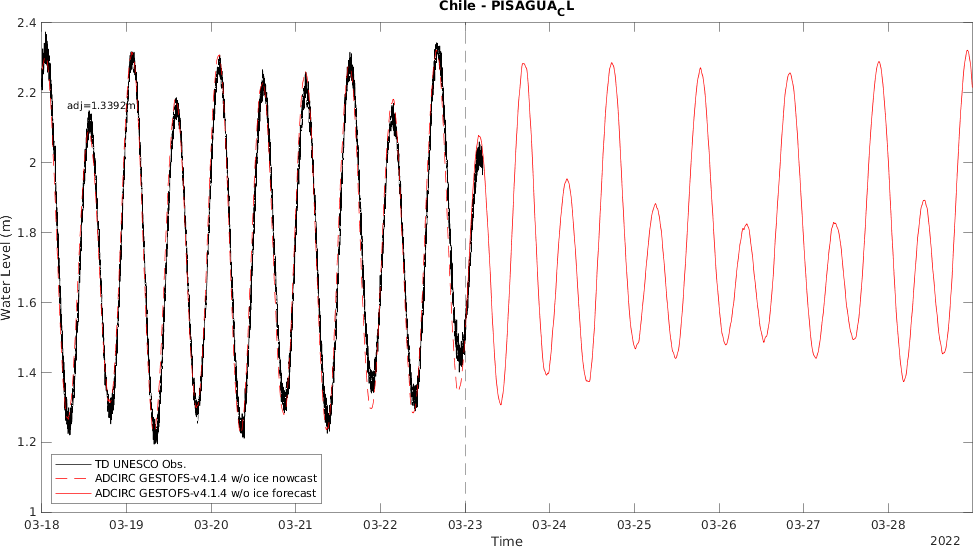 Chile - PISAGUA_CL
2.4
2.2
2
1.8
1.6
1.4
1.2
1
Water Level (m)
adj=1.3392m
TD UNESCO Obs.
ADCIRC GESTOFS-v4.1.4 w/o ice nowcast
ADCIRC GESTOFS-v4.1.4 w/o ice forecast
03-18 03-19 03-20 03-21 03-22 03-23 03-24 03-25 03-26 03-27 03-28
Time
2022